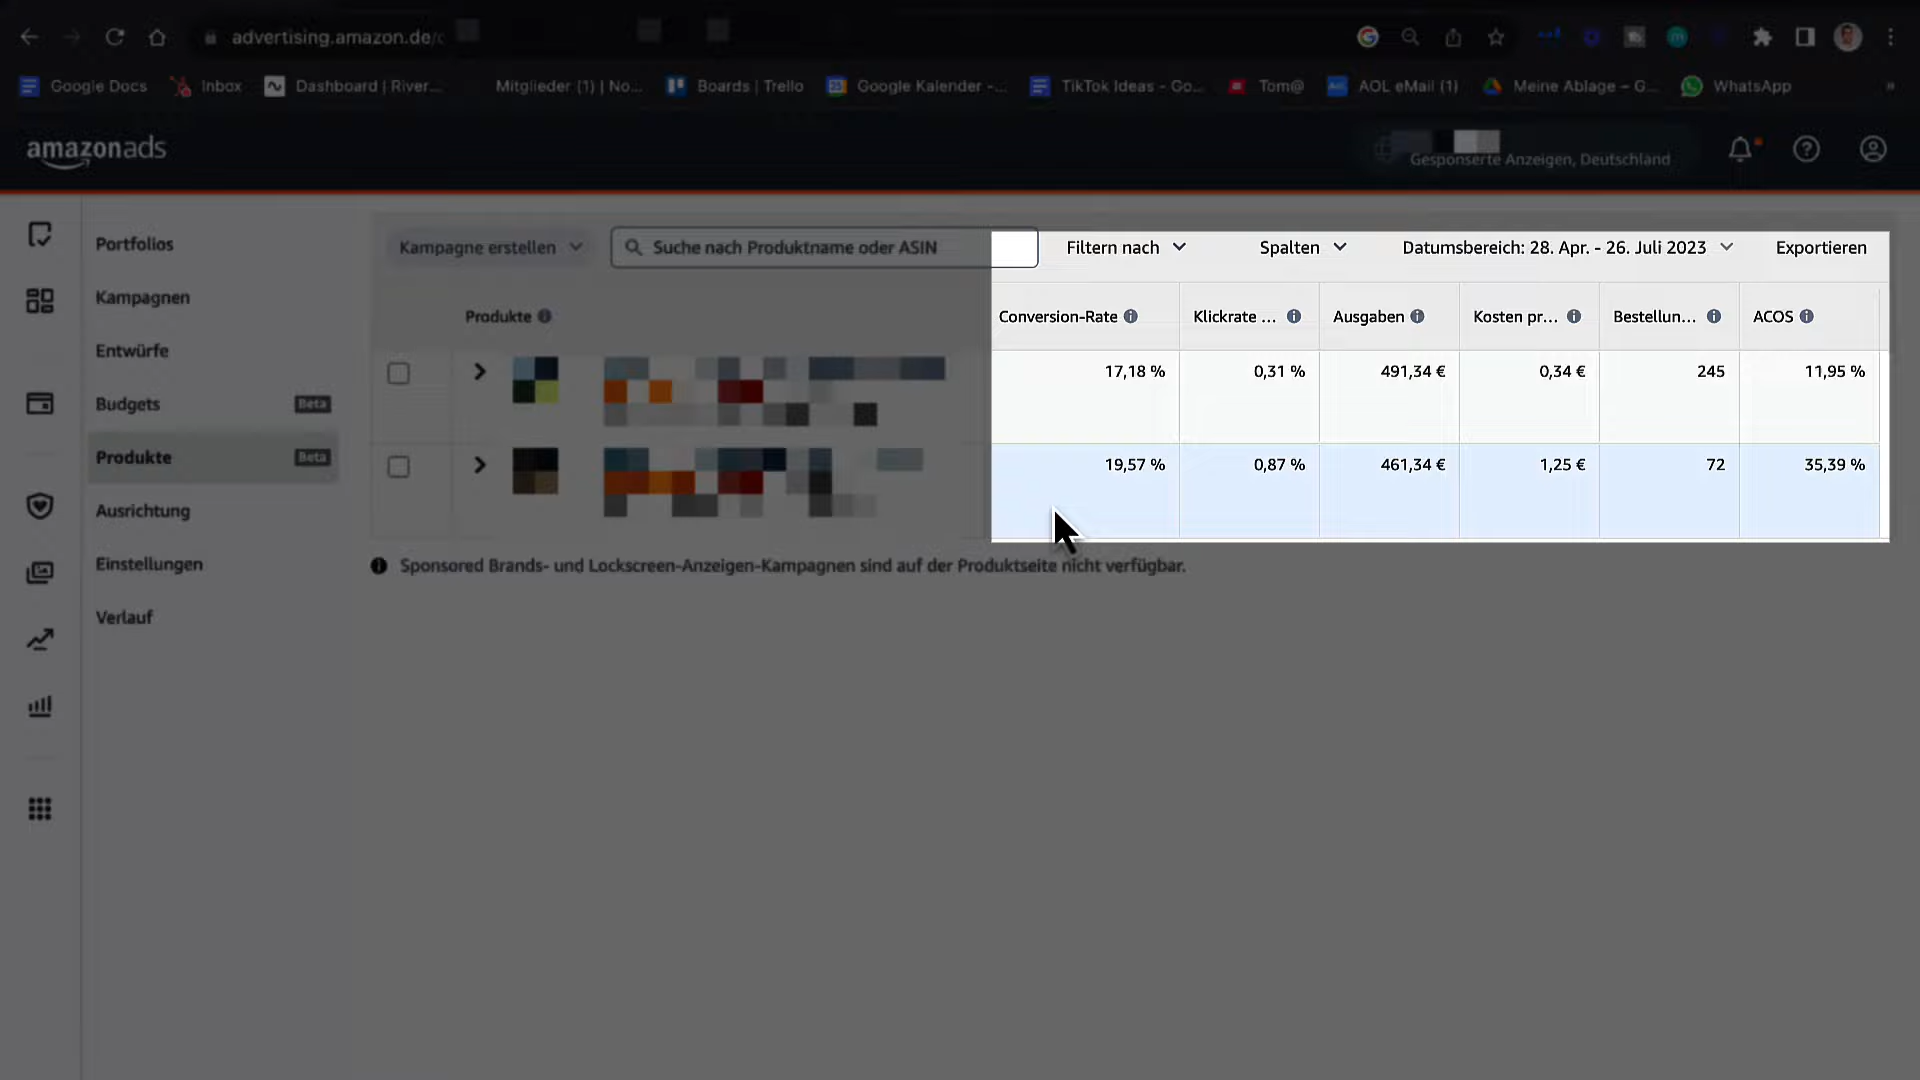 advertising.amazon.de/c
Google Docs
Inbox
Dashboard | River...
Mitglieder (1) | No...
Boards | Trello
Google Kalender -...
TikTok Ideas - Go...
Tom@
AOL eMail (1)
Meine Ablage – G...
WhatsApp
»
amazonads
Gesponserte Anzeigen, Deutschland
Portfolios
Kampagnen
Entwürfe
Budgets Beta
Produkte Beta
Ausrichtung
Einstellungen
Verlauf
Kampagne erstellen
Suche nach Produktname oder ASIN
Filtern nach
Spalten
Datumsbereich: 28. Apr. - 26. Juli 2023
Exportieren
Produkte Conversion-Rate Klickrate ... Ausgaben Kosten pr... Bestellun... ACOS
17,18 % 0,31 % 491,34 € 0,34 € 245 11,95 %
19,57 % 0,87 % 461,34 € 1,25 € 72 35,39 %
Sponsored Brands- und Lockscreen-Anzeigen-Kampagnen sind auf der Produktseite nicht verfügbar.